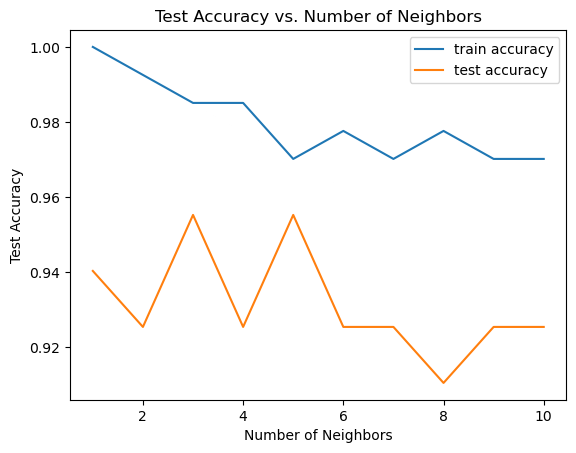 Test Accuracy vs. Number of Neighbors
train accuracy
test accuracy
Test Accuracy
1.00
0.98
0.96
0.94
0.92
2 4 6 8 10
Number of Neighbors